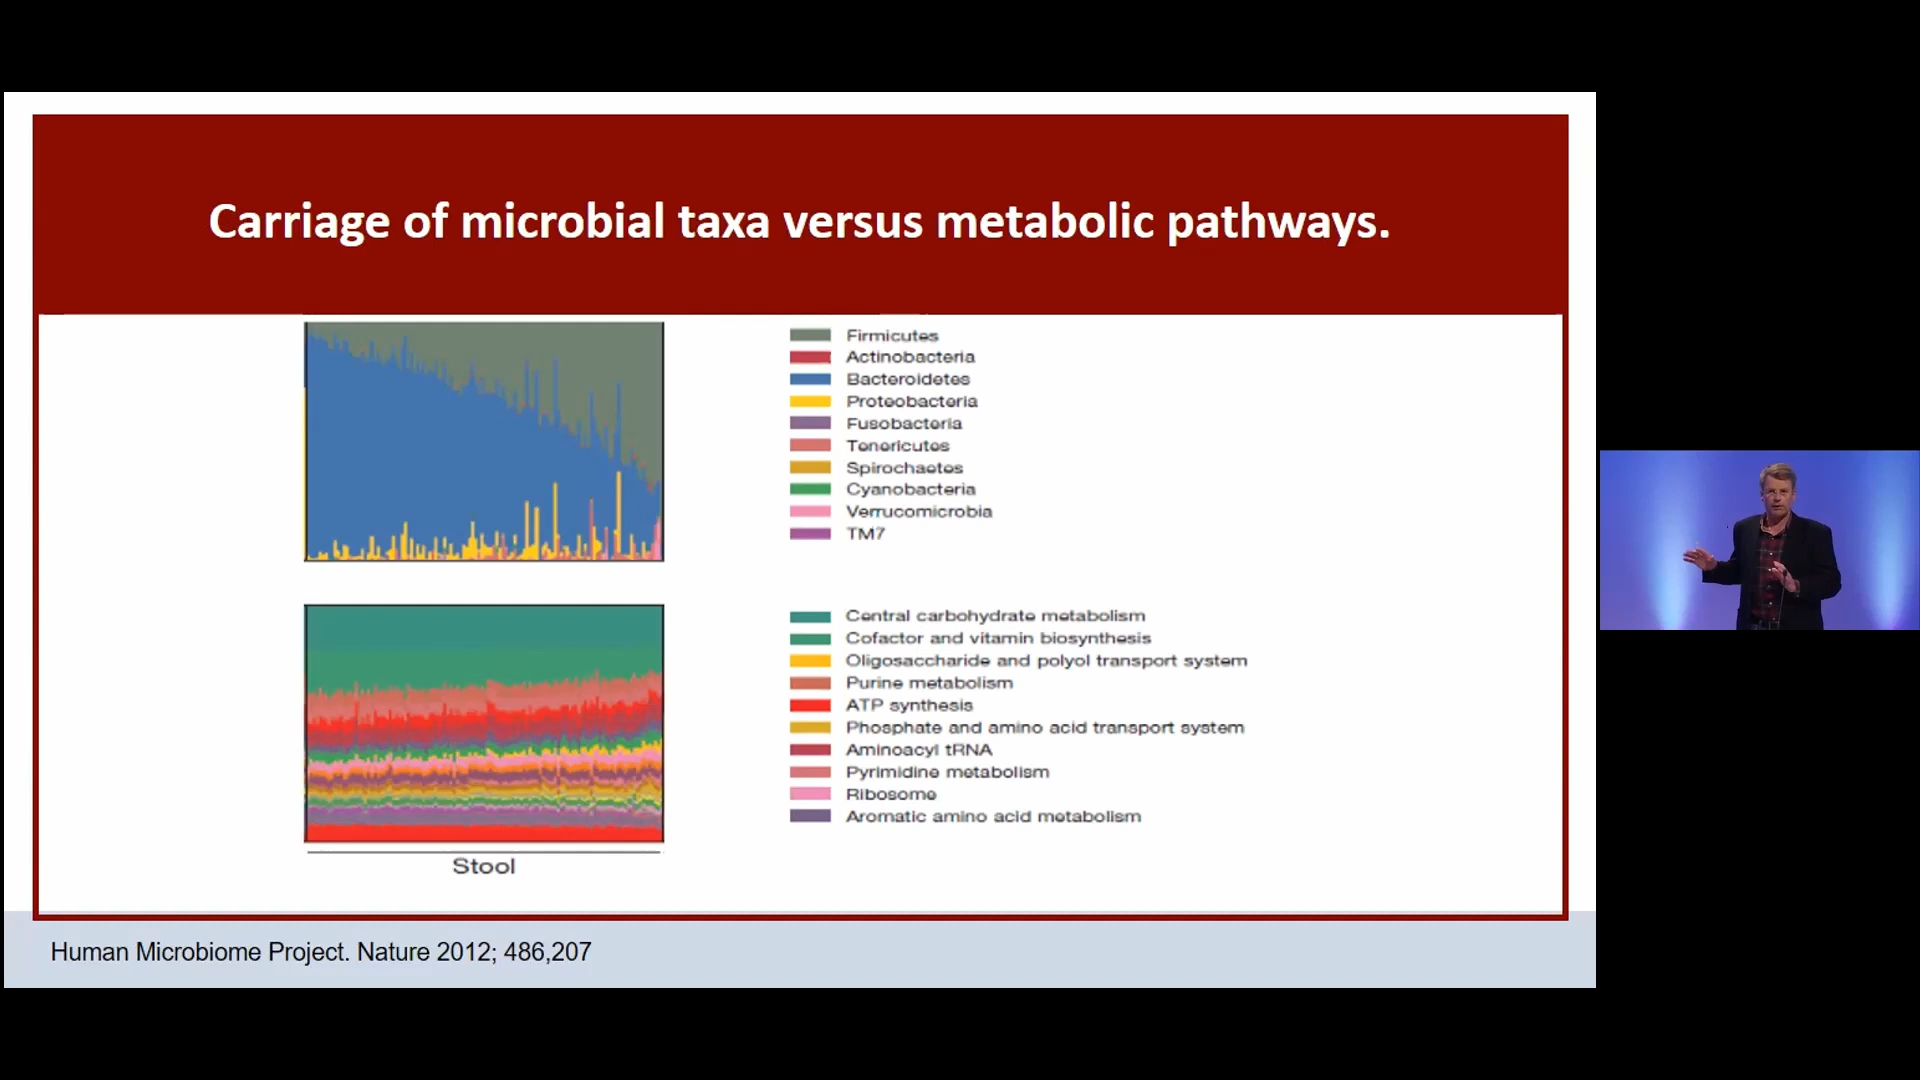 Carriage of microbial taxa versus metabolic pathways.
Firmicutes
Actinobacteria
Bacteroidetes
Proteobacteria
Fusobacteria
Tenericutes
Spirochaetes
Cyanobacteria
Verrucomicrobia
TM7
Central carbohydrate metabolism
Cofactor and vitamin biosynthesis
Oligosaccharide and polyol transport system
Purine metabolism
ATP synthesis
Phosphate and amino acid transport system
Aminoacyl tRNA
Pyrimidine metabolism
Ribosome
Aromatic amino acid metabolism
Stool
Human Microbiome Project. Nature 2012; 486,207